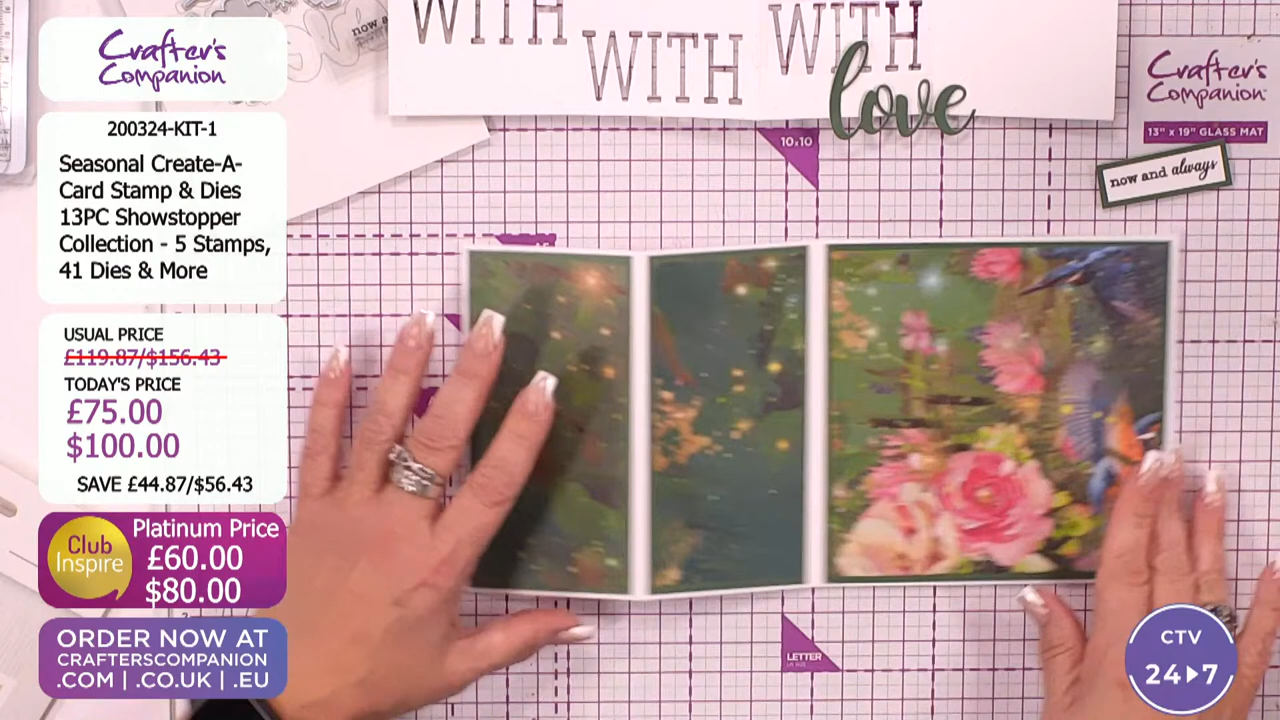 Crafter's
Companion
200324-KIT-1
Seasonal Create-A-
Card Stamp & Dies
13PC Showstopper
Collection - 5 Stamps,
41 Dies & More
USUAL PRICE
£119.87/$156.43
TODAY'S PRICE
£75.00
$100.00
SAVE £44.87/$56.43
Club
Inspire
Platinum Price
£60.00
$80.00
ORDER NOW AT
CRAFTERSCOMPANION
.COM | .CO.UK | .EU
now a
WITH
WITH
WITH
love
10x10
Crafter's
Companion
13" x 19" GLASS MAT
now and always
LETTER
CTV
24 7